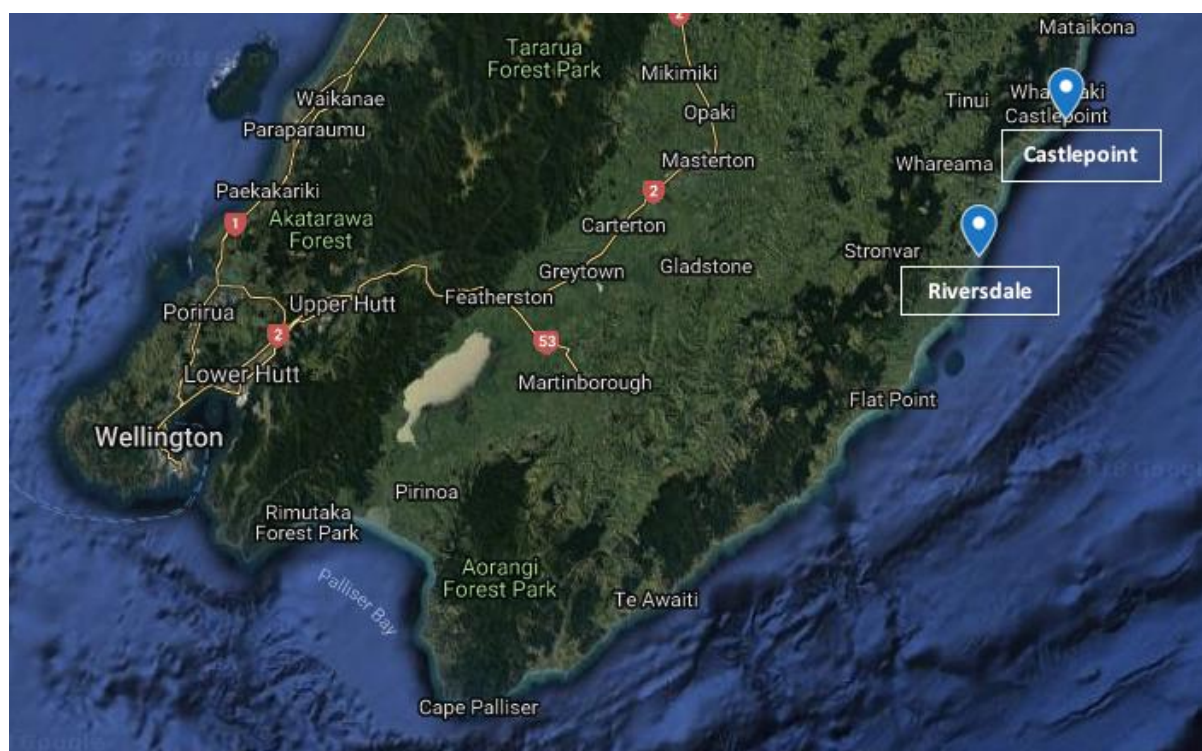 Mataikona
Tararua
Forest Park
Mikimiki
Waikanae
Tinui
Castlepoint
Opaki
Paraparaumu
Castlepoint
Masterton
Whareama
Paekakariki
2
1
Akatarawa
Forest
Carterton
Stronvar
Greytown
Gladstone
Riversdale
Featherston
Upper Hutt
Porirua
2
53
Lower Hutt
Martinborough
Flat Point
Wellington
Pirinoa
Rimutaka
Forest Park
Aorangi
Forest Park
Palliser Bay
Te Awaiti
Cape Palliser